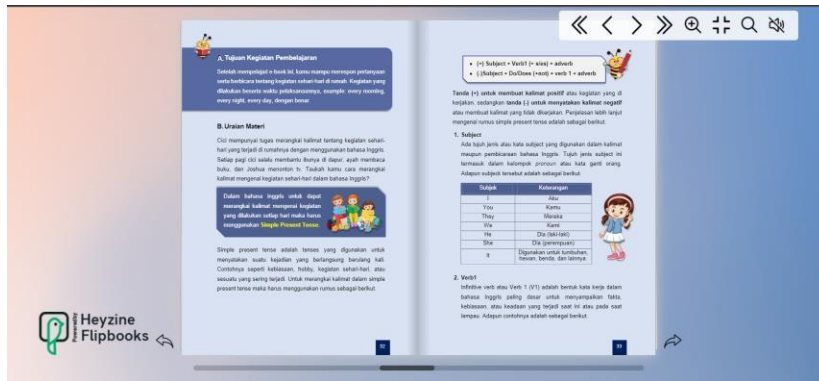 A. Tujuan Kegiatan Pembelajaran
Setelah mempelajari e-book ini, kamu mampu merespon pertanyaan
serta berbicara tentang kegiatan sehari-hari di rumah. Kegiatan yang
dilakukan beserta waktu pelaksanaannya, example: every morning,
every night, every day, dengan benar.
B. Uraian Materi
Cici mempunyai tugas merangkai kalimat tentang kegiatan sehari-
hari yang terjadi di rumahnya dengan menggunakan bahasa Inggris.
Setiap pagi cici selalu membantu ibunya di dapur, ayah membaca
buku, dan Joshua menonton tv. Taukah kamu cara merangkai
kalimat mengenai kegiatan sehari-hari dalam bahasa Inggris?
Dalam bahasa Inggris untuk dapat
merangkai kalimat mengenai kegiatan
yang dilakukan setiap hari maka harus
menggunakan Simple Present Tense.
Simple present tense adalah tenses yang digunakan untuk
menyatakan suatu kejadian yang berlangsung berulang kali.
Contohnya seperti kebiasaan, hobby, kegiatan sehari-hari, atau
sesuatu yang sering terjadi. Untuk merangkai kalimat dalam simple
present tense maka harus menggunakan rumus sebagai berikut
32
• (+) Subject + Verb1 (+ s/es) + adverb
• (-)Subject + Do/Does (+not) + verb 1 + adverb
Tanda (+) untuk membuat kalimat positif atau kegiatan yang di
kerjakan, sedangkan tanda (-) untuk menyatakan kalimat negatif
atau membuat kalimat yang tidak dikerjakan. Penjelasan lebih lanjut
mengenai rumus simple present tense adalah sebagai berikut
1. Subject
Ada tujuh jenis atau kata subject yang digunakan dalam kalimat
maupun pembicaraan bahasa Inggris. Tujuh jenis subject ini
termasuk dalam kalimat pronoun atau kata ganti orang.
Adapun subjeck tersebut adalah sebagai berikut
Subjek Keterangan
I Aku
You Kamu
They Mereka
We Kami
He Dia (laki-laki)
She Dia (perempuan)
It Digunakan untuk tumbuhan,
hewan, benda, dan lainnya
2. Verb1
Infinitive verb atau Verb 1 (V1) adalah bentuk kata kerja dalam
bahasa Inggris paling dasar untuk menyampaikan fakta,
kebiasaan, atau keadaan yang terjadi saat ini atau pada saat
lampau. Adapun contohnya adalah sebagai berikut
33
Powered by
Heyzine
Flipbooks